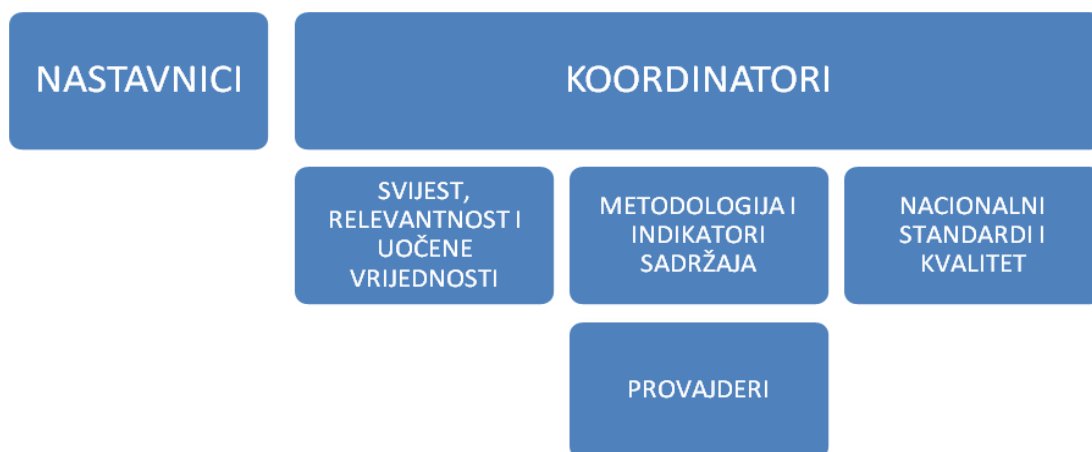 NASTAVNICI
KOORDINATORI
SVIJEST,
RELEVANTNOST I
UOČENE
VRIJEDNOSTI
METODOLOGIJA I
INDIKATORI
SADRŽAJA
NACIONALNI
STANDARDI I
KVALITET
PROVAJDERI